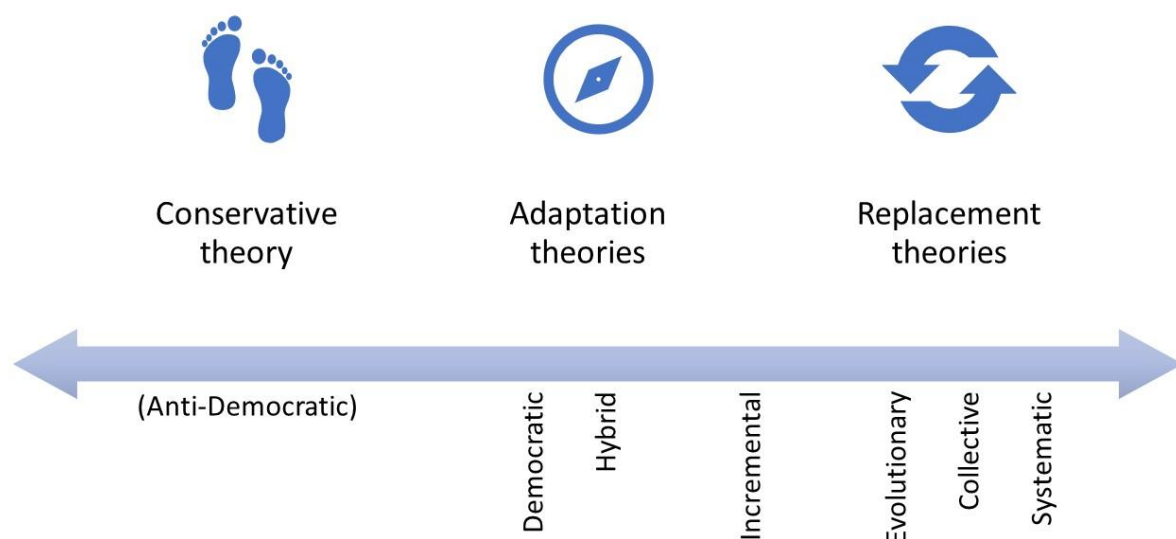 Conservative
theory
Adaptation
theories
Replacement
theories
(Anti-Democratic)
Democratic
Hybrid
Incremental
Evolutionary
Collective
Systematic